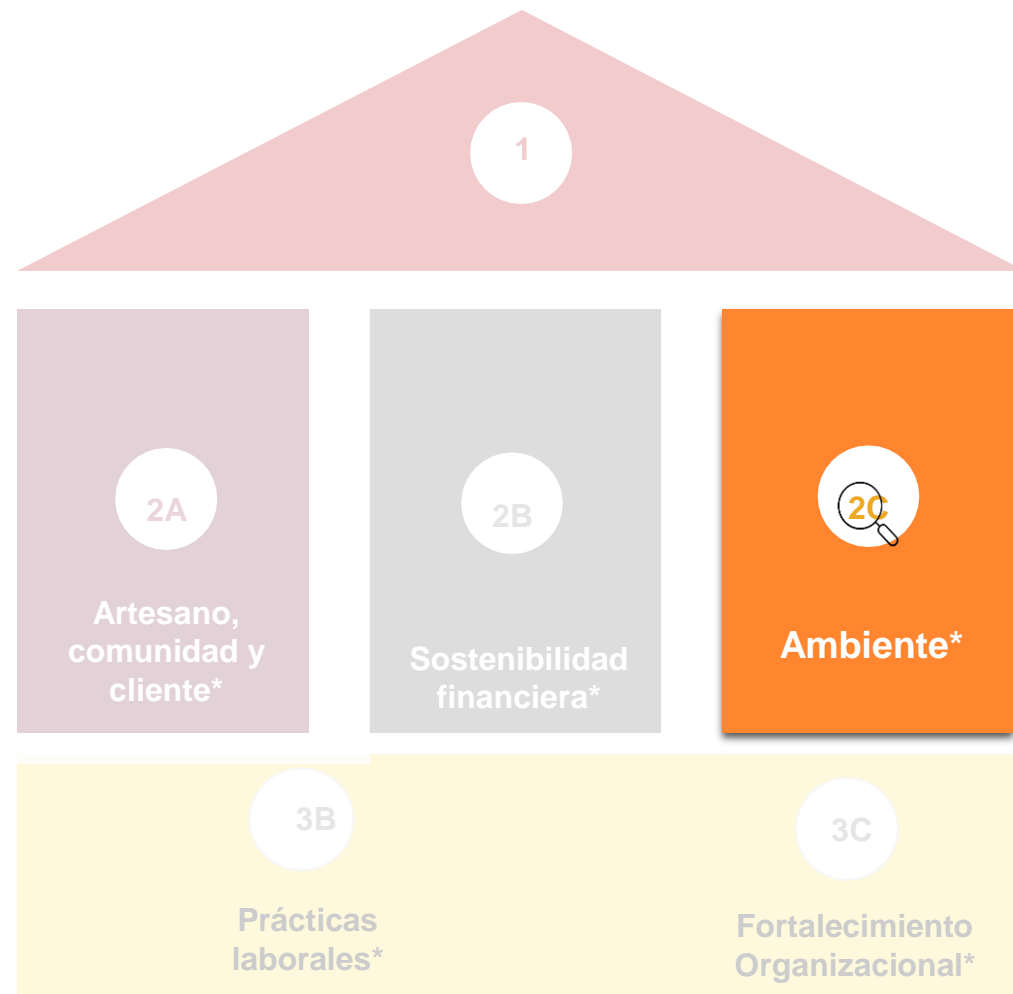 1
2A
Artesano,
comunidad y
cliente*
2B
Sostenibilidad
financiera*
2C
Ambiente*
3B
Prácticas
laborales*
3C
Fortalecimiento
Organizacional*